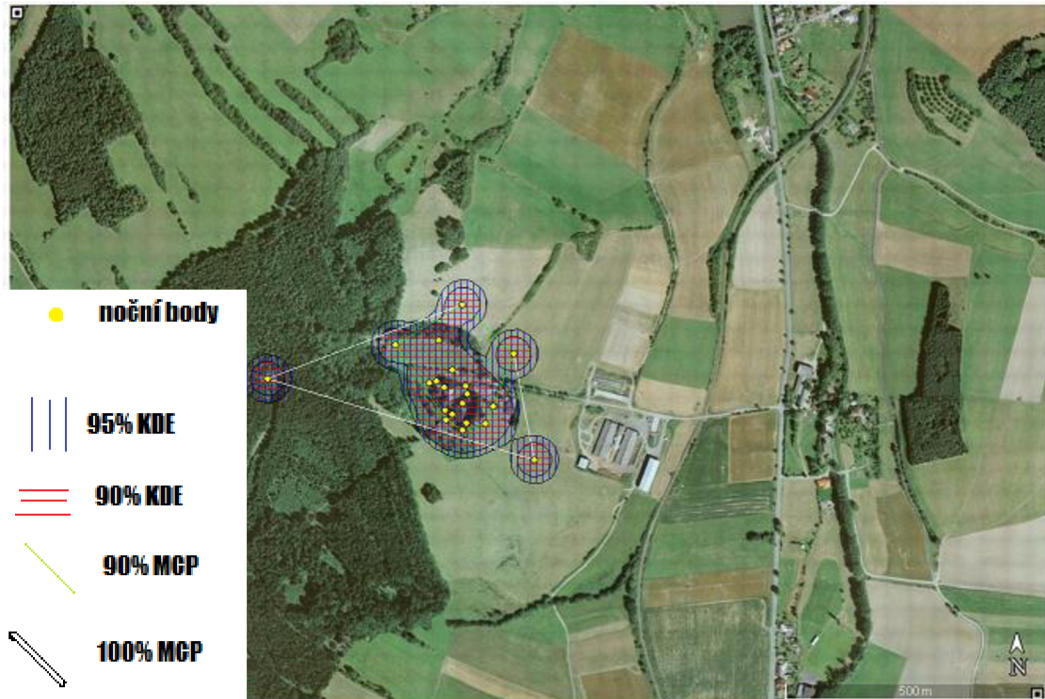 noční body
95% KDE
90% KDE
90% MCP
100% MCP
N
500 m